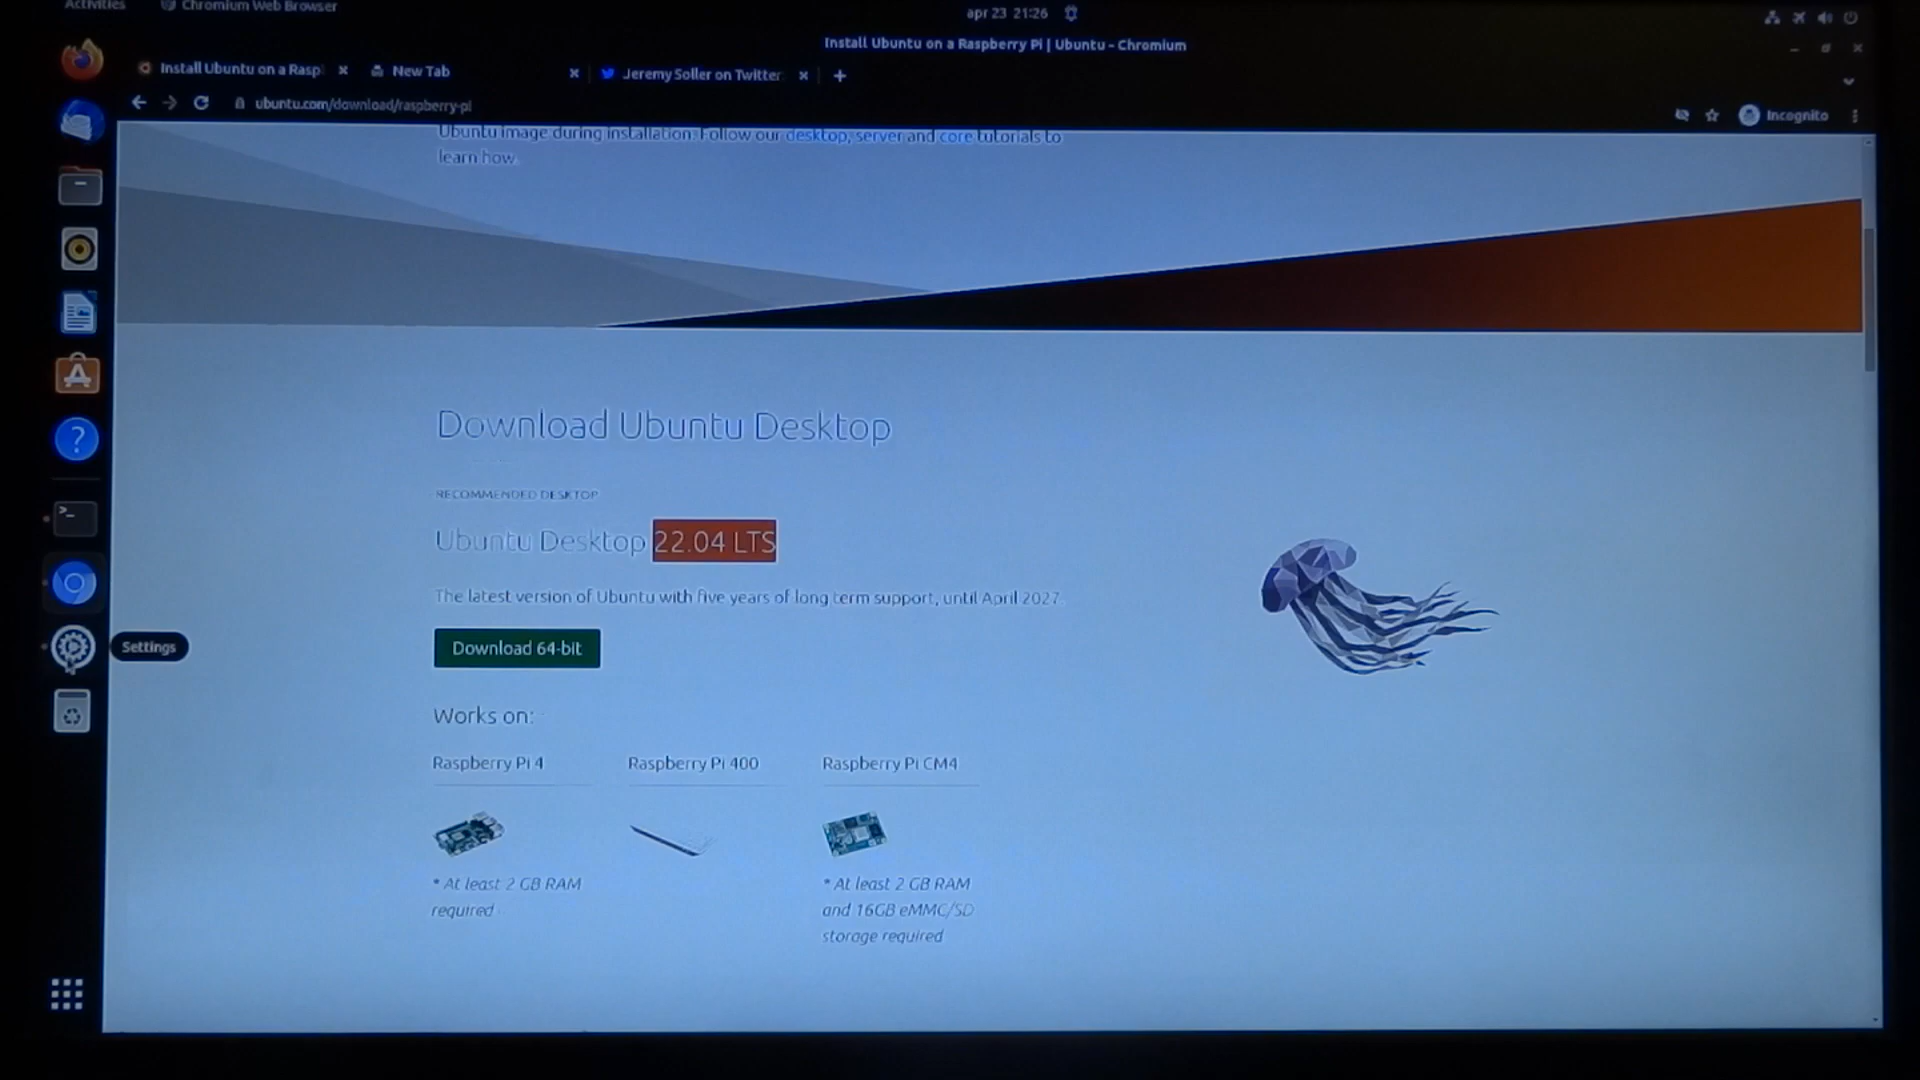 Activities Chromium Web Browser
apr 23 21:26
Install Ubuntu on a Raspberry Pi | Ubuntu - Chromium
Install Ubuntu on a Rasp New Tab Jeremy Soller on Twitter
ubuntu.com/download/raspberry-pi
Incognito
Ubuntu image during installation. Follow our desktop, server and core tutorials to
learn how.
Download Ubuntu Desktop
RECOMMENDED DESKTOP
Ubuntu Desktop 22.04 LTS
The latest version of Ubuntu with five years of long term support, until April 2027.
Download 64-bit
Settings
Works on:
Raspberry Pi 4 Raspberry Pi 400 Raspberry Pi CM4
* At least 2 GB RAM
required
* At least 2 GB RAM
and 16GB eMMC/SD
storage required